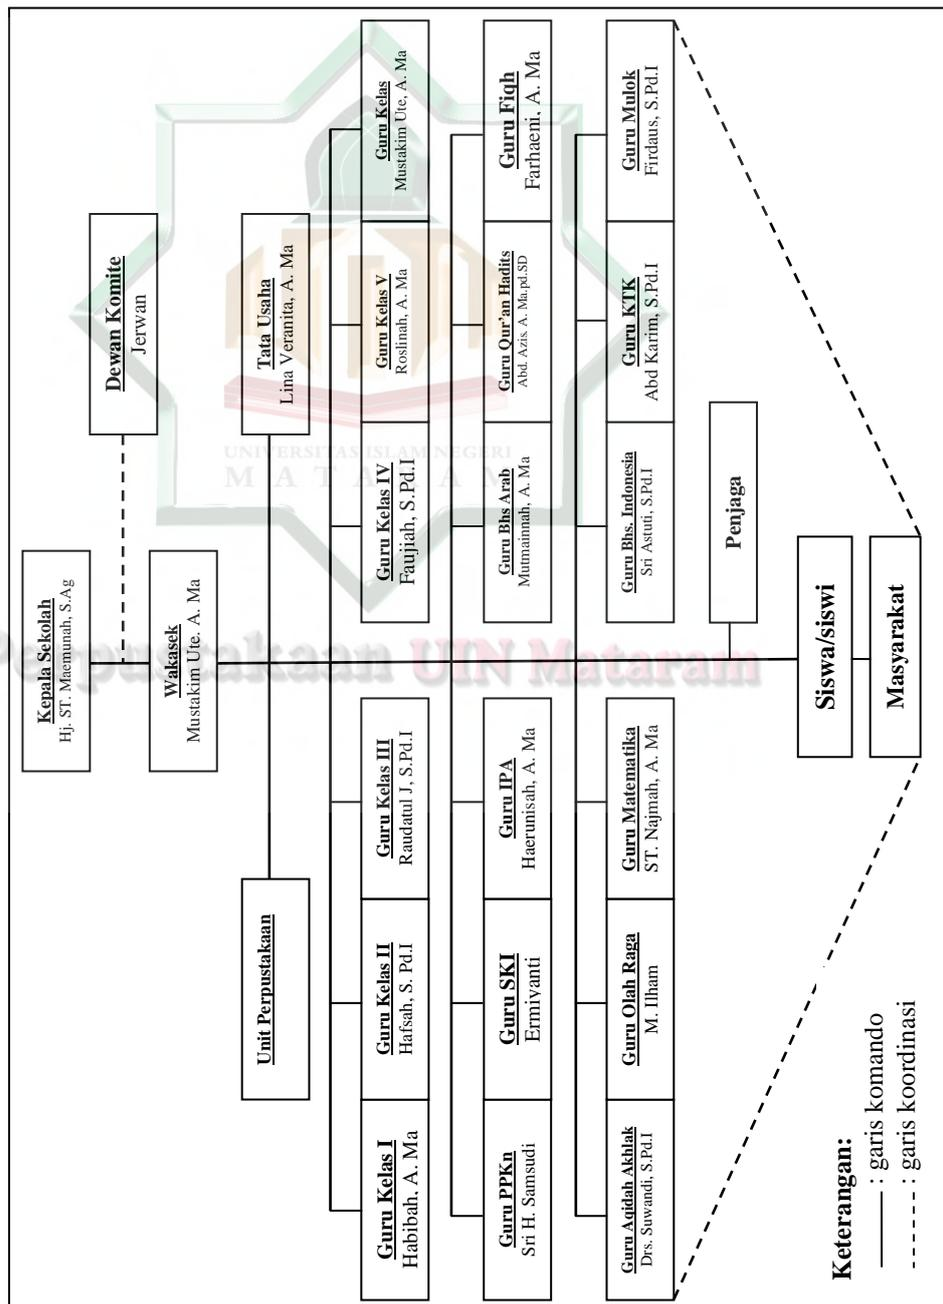 Kepala Sekolah
Hj. ST. Maemunah, S.Ag
Dewan Komite
Jerwan
Wakasek
Mustakim Ute. A. Ma
Unit Perpustakaan
Tata Usaha
Lina Veranita, A. Ma
Guru Kelas I
Habibah, A. Ma
Guru Kelas II
Hafsah, S. Pd.I
Guru Kelas III
Raudatul J, S.Pd.I
Guru Kelas IV
Faujiah, S.Pd.I
Guru Kelas V
Roslinah, A. Ma
Guru Kelas
Mustakim Ute, A. Ma
Guru PPKn
Sri H. Samsudi
Guru SKI
Ermiyanti
Guru IPA
Haerunisah, A. Ma
Guru Bhs Arab
Mutmainnah, A. Ma
Guru Qur'an Hadits
Abd. Azis. A. Ma.pd.SD
Guru Fiqh
Farhaeni, A. Ma
Guru Aqidah Akhlak
Drs. Suwandi, S.Pd.I
Guru Olah Raga
M. Ilham
Guru Matematika
ST. Najmah, A. Ma
Guru Bhs. Indonesia
Sri Astuti, S.Pd.I
Guru KTK
Abd Karim, S.Pd.I
Guru Mulok
Firdaus, S.Pd.I
Penjaga
Siswa/siswi
Masyarakat
Keterangan:
: garis komando
: garis koordinasi
UNIVERSITAS ISLAM NEGERI
MATARAM
Perpustakaan UIN Mataram